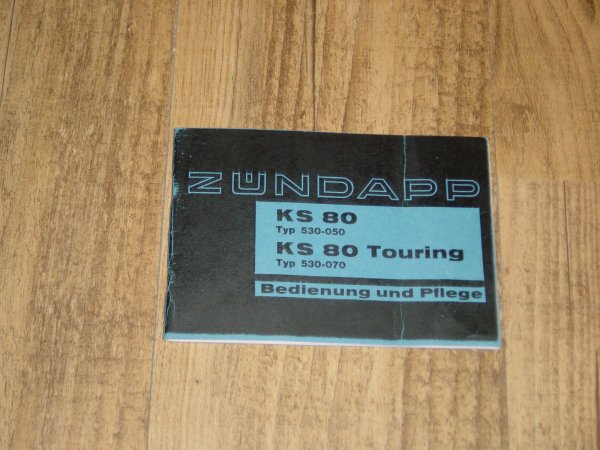 ZÜNDAPP
KS 80
Typ 530-050
KS 80 Touring
Typ 530-070
Bedienung und Pflege